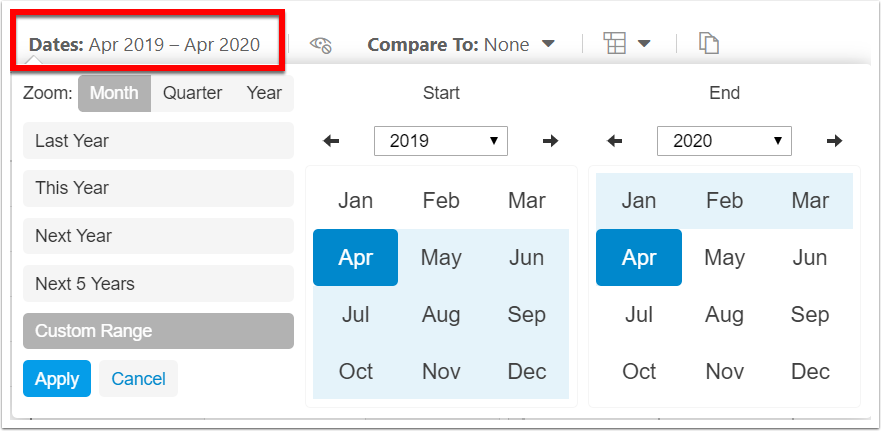 Dates: Apr 2019 – Apr 2020
Compare To: None
Zoom: Month Quarter Year
Last Year
This Year
Next Year
Next 5 Years
Custom Range
Apply Cancel
Start
2019
Jan Feb Mar
Apr May Jun
Jul Aug Sep
Oct Nov Dec
End
2020
Jan Feb Mar
Apr May Jun
Jul Aug Sep
Oct Nov Dec